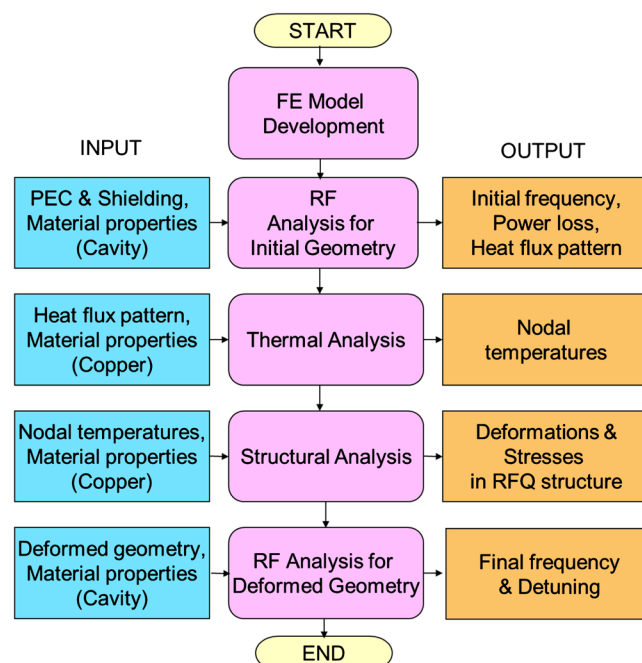 START
FE Model
Development
INPUT
OUTPUT
PEC & Shielding,
Material properties
(Cavity)
RF
Analysis for
Initial Geometry
Initial frequency,
Power loss,
Heat flux pattern
Heat flux pattern,
Material properties
(Copper)
Thermal Analysis
Nodal
temperatures
Nodal temperatures,
Material properties
(Copper)
Structural Analysis
Deformations &
Stresses
in RFQ structure
Deformed geometry,
Material properties
(Cavity)
RF Analysis for
Deformed Geometry
Final frequency
& Detuning
END